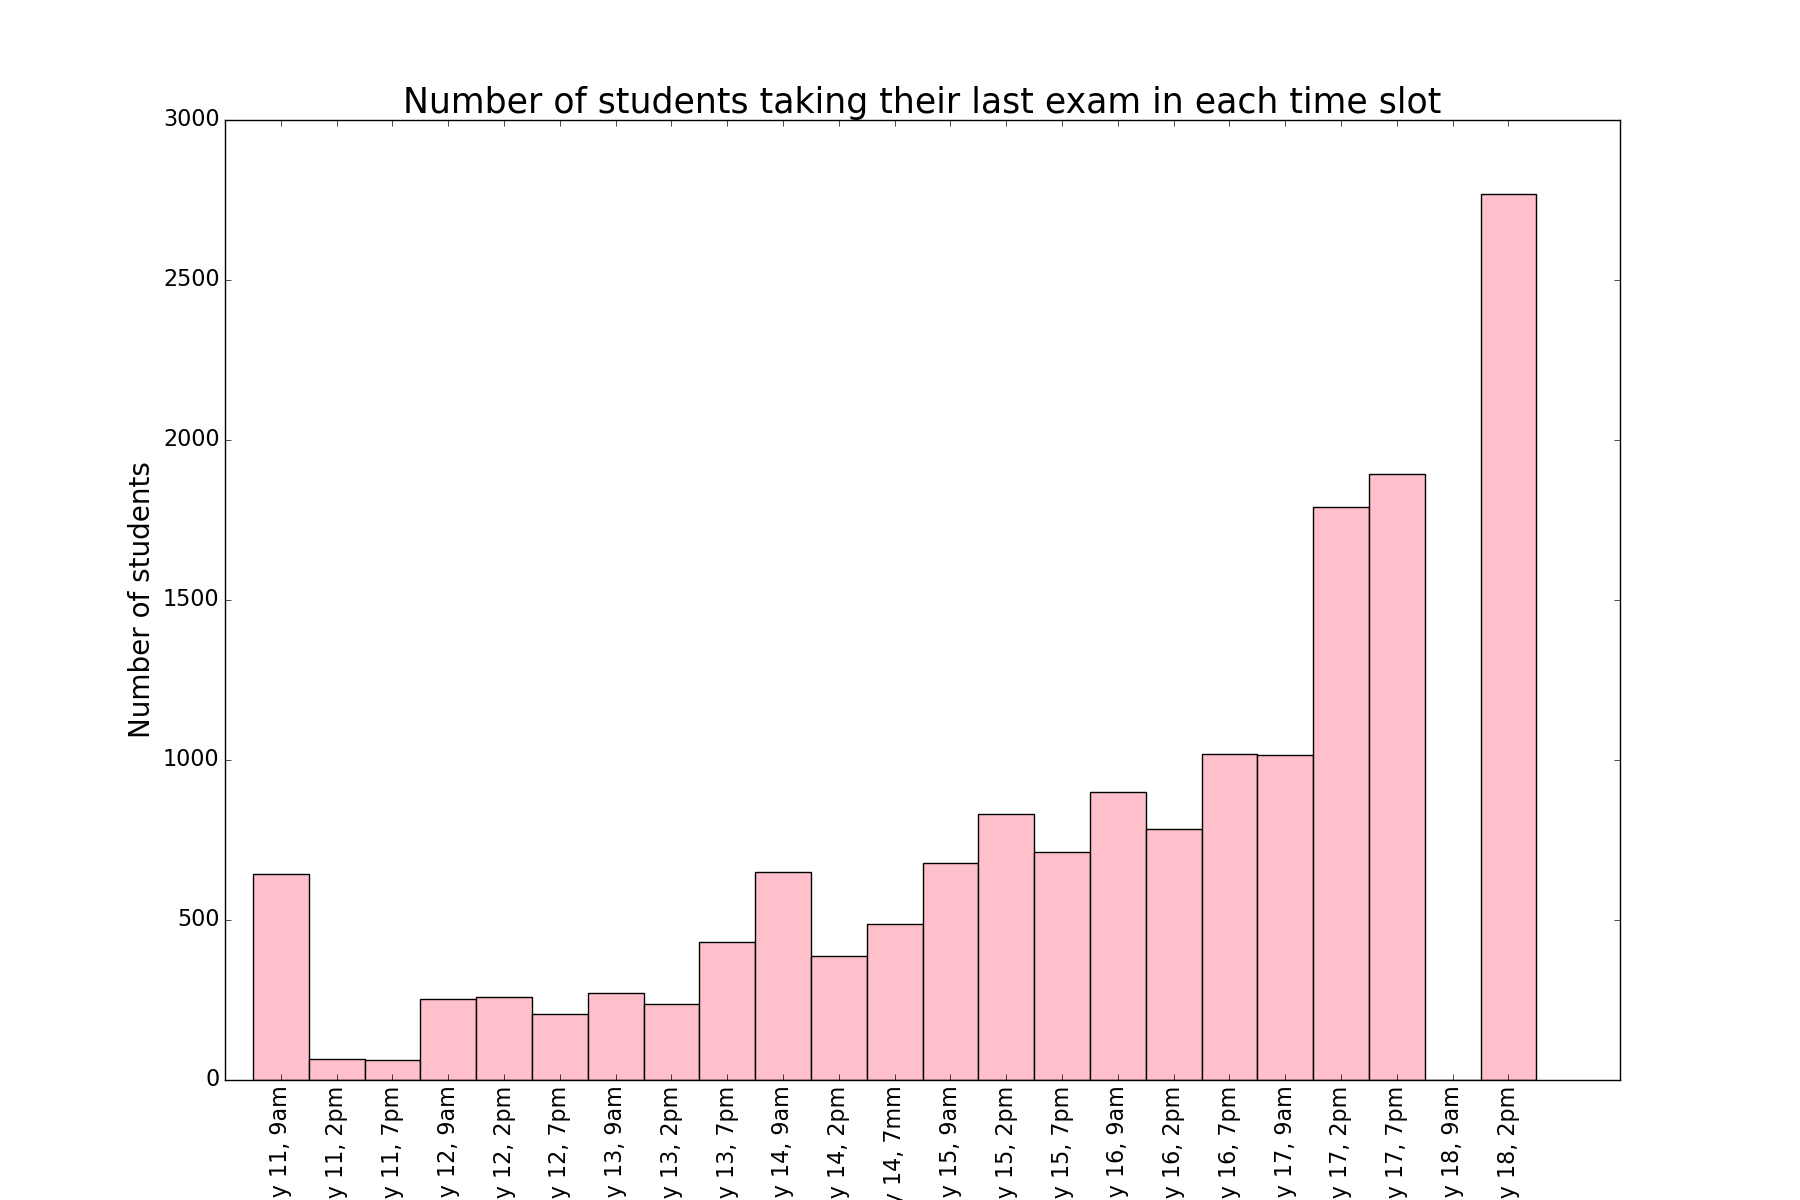 Number of students taking their last exam in each time slot
Number of students
3000
2500
2000
1500
1000
500
0
y 11, 9am
y 11, 2pm
y 11, 7pm
y 12, 9am
y 12, 2pm
y 12, 7pm
y 13, 9am
y 13, 2pm
y 13, 7pm
y 14, 9am
y 14, 2pm
y 14, 7mm
y 15, 9am
y 15, 2pm
y 15, 7pm
y 16, 9am
y 16, 2pm
y 16, 7pm
y 17, 9am
y 17, 2pm
y 17, 7pm
y 18, 9am
y 18, 2pm